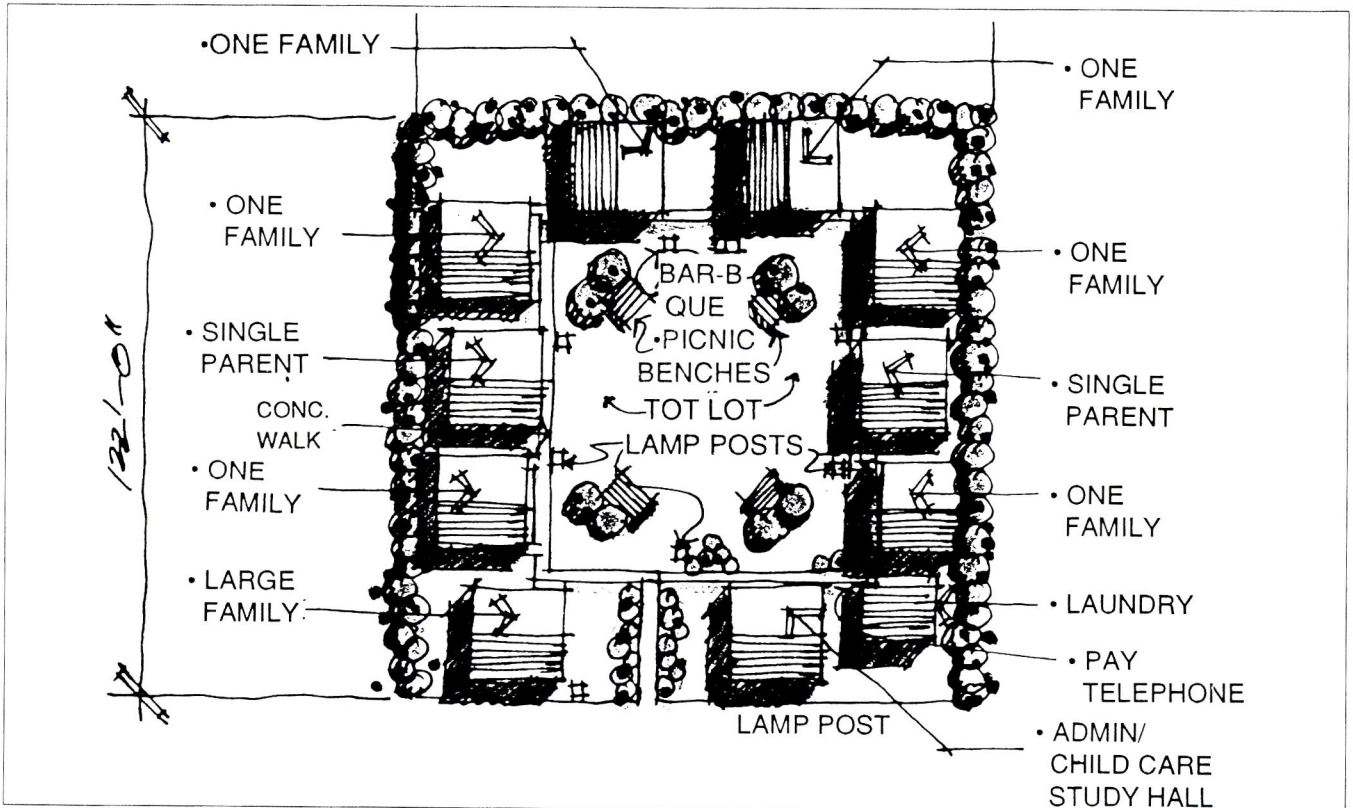 •ONE FAMILY
• ONE
FAMILY
• ONE
FAMILY
• ONE
FAMILY
BAR-B
QUE
•PICNIC
BENCHES
TOT LOT
LAMP POSTS
• SINGLE
PARENT
• SINGLE
PARENT
CONC.
WALK
• ONE
FAMILY
• ONE
FAMILY
• LARGE
FAMILY
• LAUNDRY
• PAY
TELEPHONE
LAMP POST
• ADMIN/
CHILD CARE
STUDY HALL
122'-0"